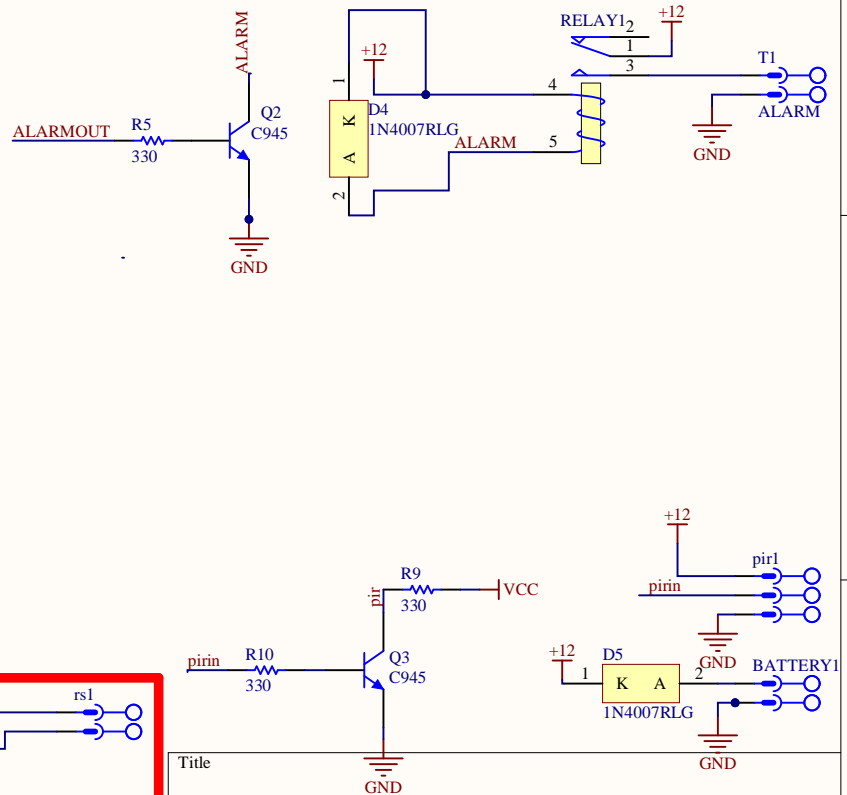 ALARM
ALARMOUT
R5
330
Q2
C945
GND
+12
1
K
D4
1N4007RLG
A
2
ALARM
4
5
RELAY1
2
1
3
+12
T1
ALARM
GND
R9
330
VCC
pir
pirin
R10
330
Q3
C945
GND
+12
pir1
pirin
GND
+12
D5
1
K
A
2
1N4007RLG
BATTERY1
GND
rs1
Title